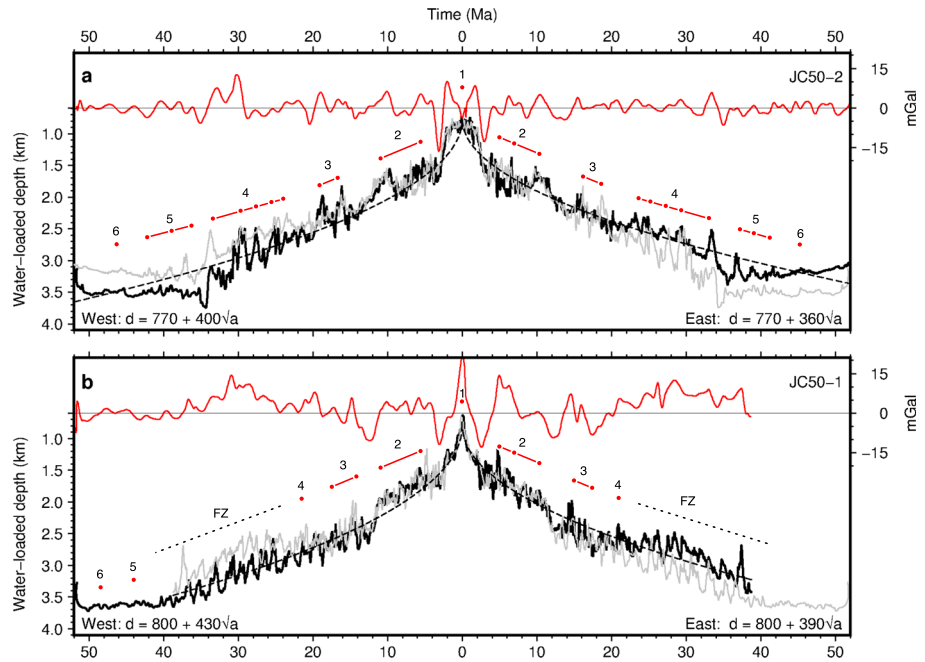 Time (Ma)
50 40 30 20 10 0 10 20 30 40 50
a
JC50−2
1
15
0
−15
mGal
1.0
1.5
2.0
2.5
3.0
3.5
4.0
Water−loaded depth (km)
2 2
3 3
4 4
5 5
6 6
West: d = 770 + 400√a
East: d = 770 + 360√a
b
JC50−1
1
15
0
−15
mGal
1.0
1.5
2.0
2.5
3.0
3.5
4.0
Water−loaded depth (km)
2 2
3 3
4 4
FZ FZ
6 5
West: d = 800 + 430√a
East: d = 800 + 390√a
50 40 30 20 10 0 10 20 30 40 50